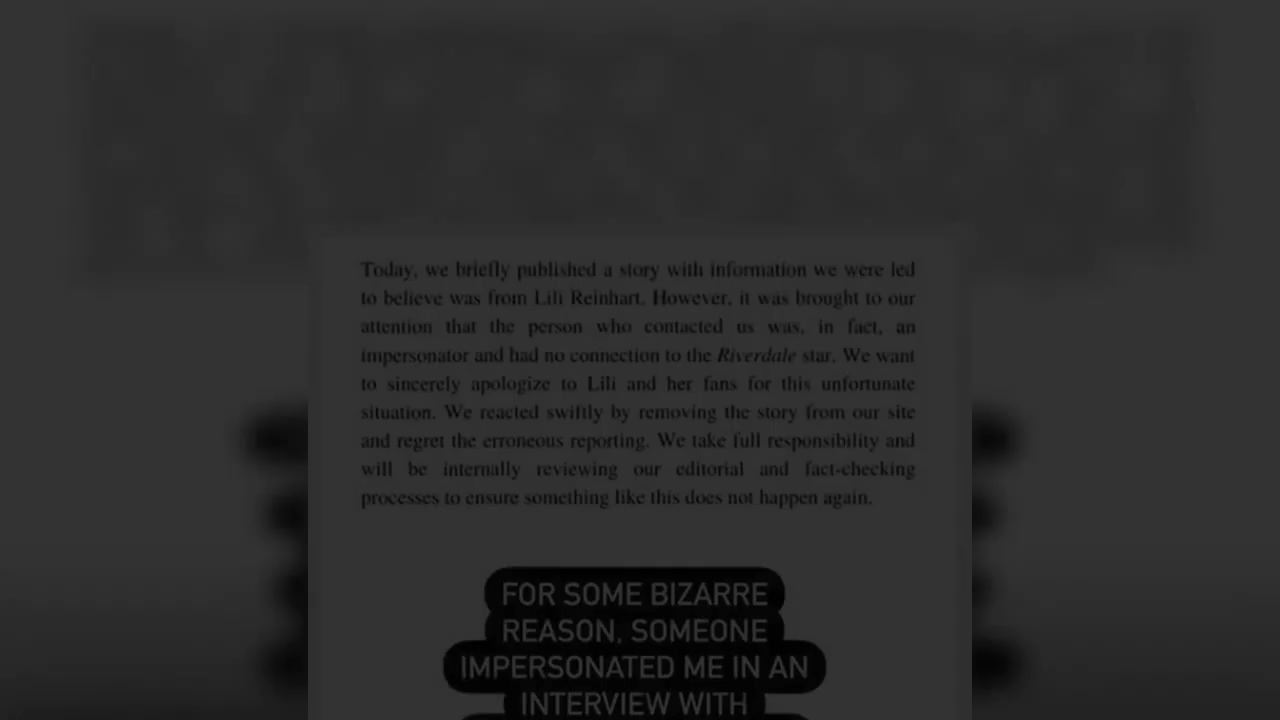 Today, we briefly published a story with information we were led
to believe was from Lili Reinhart. However, it was brought to our
attention that the person who contacted us was, in fact, an
impersonator and had no connection to the Riverdale star. We want
to sincerely apologize to Lili and her fans for this unfortunate
situation. We reacted swiftly by removing the story from our site
and regret the erroneous reporting. We take full responsibility and
will be internally reviewing our editorial and fact-checking
processes to ensure something like this does not happen again.
FOR SOME BIZARRE
REASON, SOMEONE
IMPERSONATED ME IN AN
INTERVIEW WITH